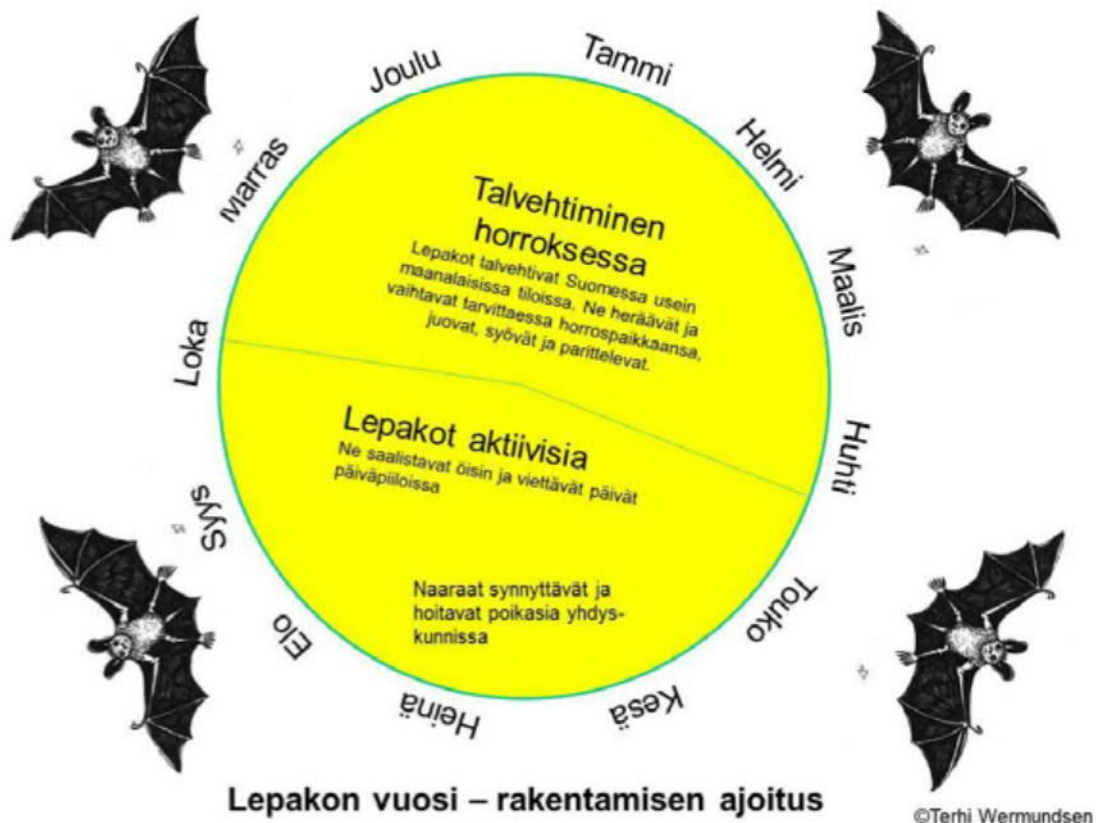 Joulu
Tammi
Helmi
Maalis
Huhti
Touko
Kesä
Heinä
Elo
Syys
Loka
Marras
Talvehtiminen
horroksessa
Lepakot talvehtivat Suomessa usein
maanalaisissa tiloissa. Ne heräävät ja
vaihtavat tarvittaessa horrospaikkaansa,
juovat, syövät ja parittelevat.
Lepakot aktiivisia
Ne saalistavat öisin ja viettävät päivät
päiväpiiloissa
Naaraat synnyttävät ja
hoitavat poikasia yhdys-
kunnissa
Lepakon vuosi – rakentamisen ajoitus
©Terhi Wermundsen